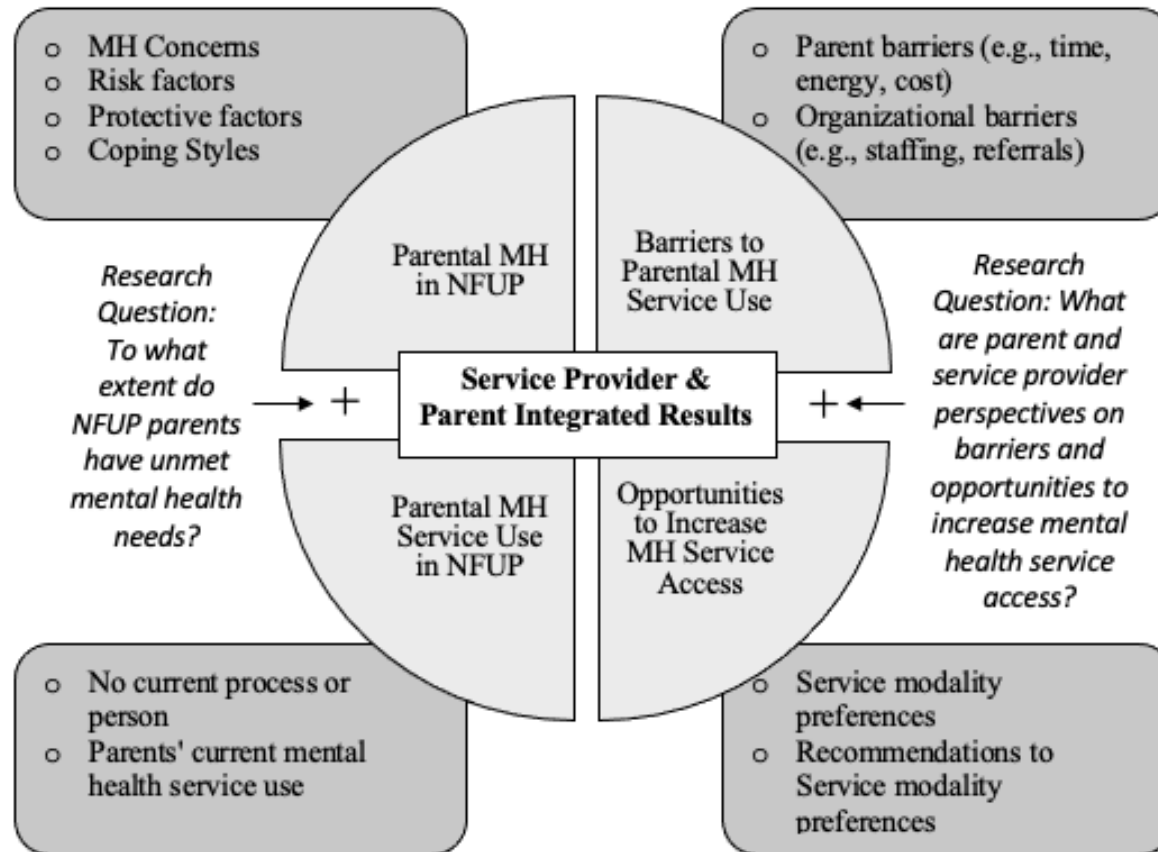 o MH Concerns
o Risk factors
o Protective factors
o Coping Styles
o Parent barriers (e.g., time,
energy, cost)
o Organizational barriers
(e.g., staffing, referrals)
Parental MH
in NFUP
Barriers to
Parental MH
Service Use
Research
Question:
To what
extent do
NFUP parents
have unmet
mental health
needs?
+
Service Provider &
Parent Integrated Results
+
Research
Question: What
are parent and
service provider
perspectives on
barriers and
opportunities to
increase mental
health service
access?
Parental MH
Service Use
in NFUP
Opportunities
to Increase
MH Service
Access
o No current process or
person
o Parents' current mental
health service use
o Service modality
preferences
o Recommendations to
Service modality
preferences